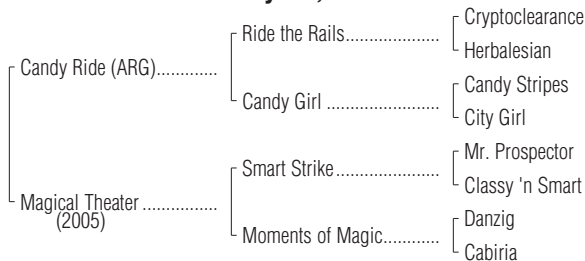 Cryptoclearance
Ride the Rails....................
Herbalesian
Candy Ride (ARG).............
Candy Stripes
Candy Girl ........................
City Girl
Mr. Prospector
Smart Strike......................
Classy 'n Smart
Magical Theater ................
(2005)
Danzig
Moments of Magic............
Cabiria